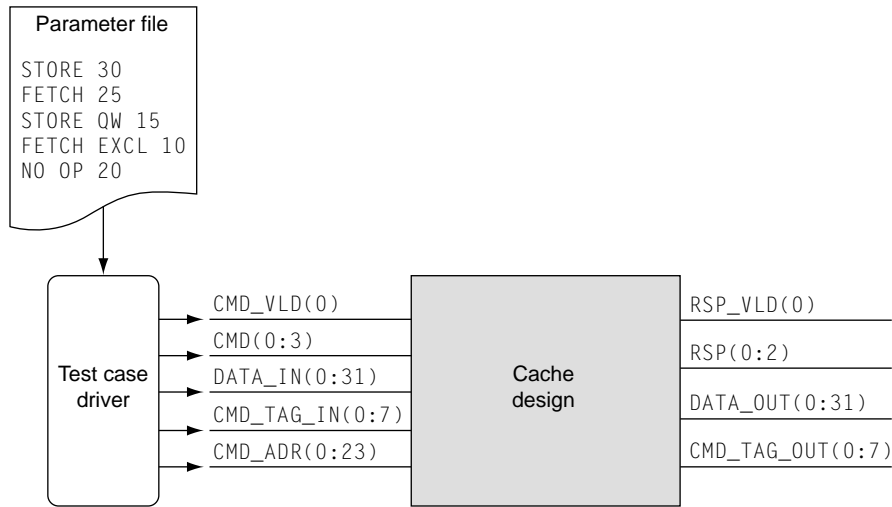 Parameter file
STORE 30
FETCH 25
STORE QW 15
FETCH EXCL 10
NO OP 20
Test case
driver
CMD_VLD(0)
CMD(0:3)
DATA_IN(0:31)
CMD_TAG_IN(0:7)
CMD_ADR(0:23)
Cache
design
RSP_VLD(0)
RSP(0:2)
DATA_OUT(0:31)
CMD_TAG_OUT(0:7)